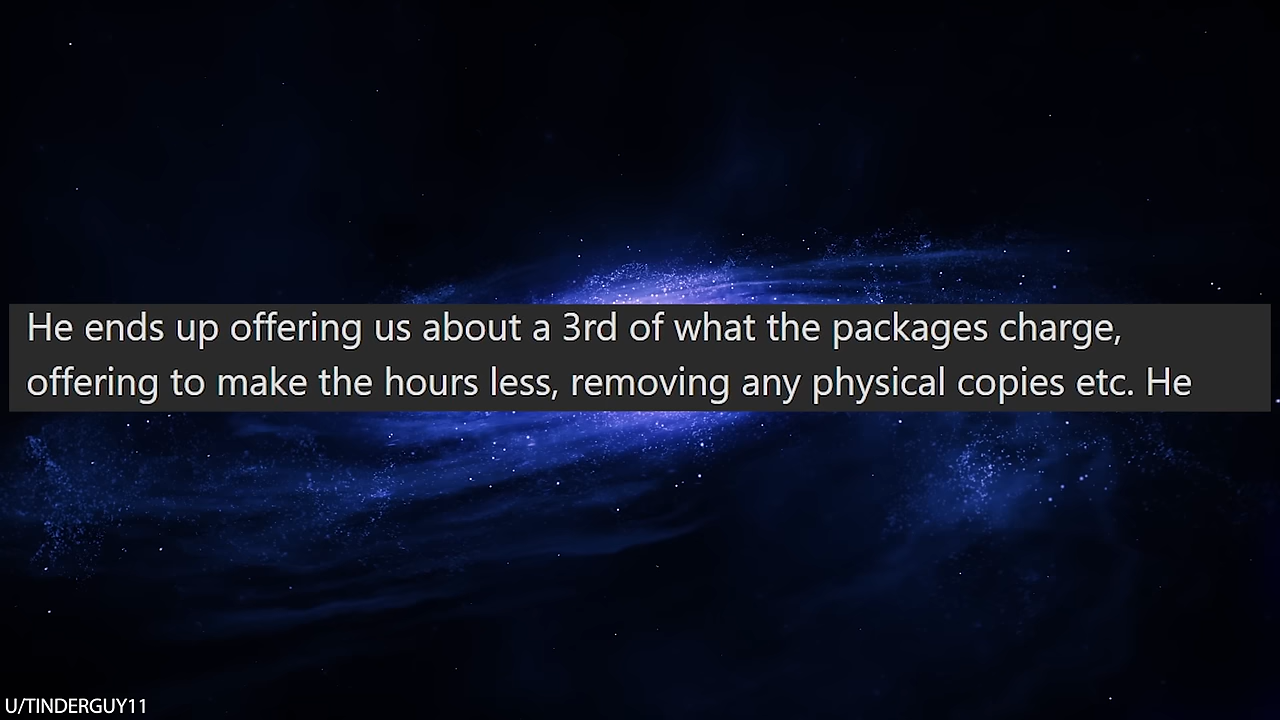 He ends up offering us about a 3rd of what the packages charge,
offering to make the hours less, removing any physical copies etc. He
U/TINDERGUY11